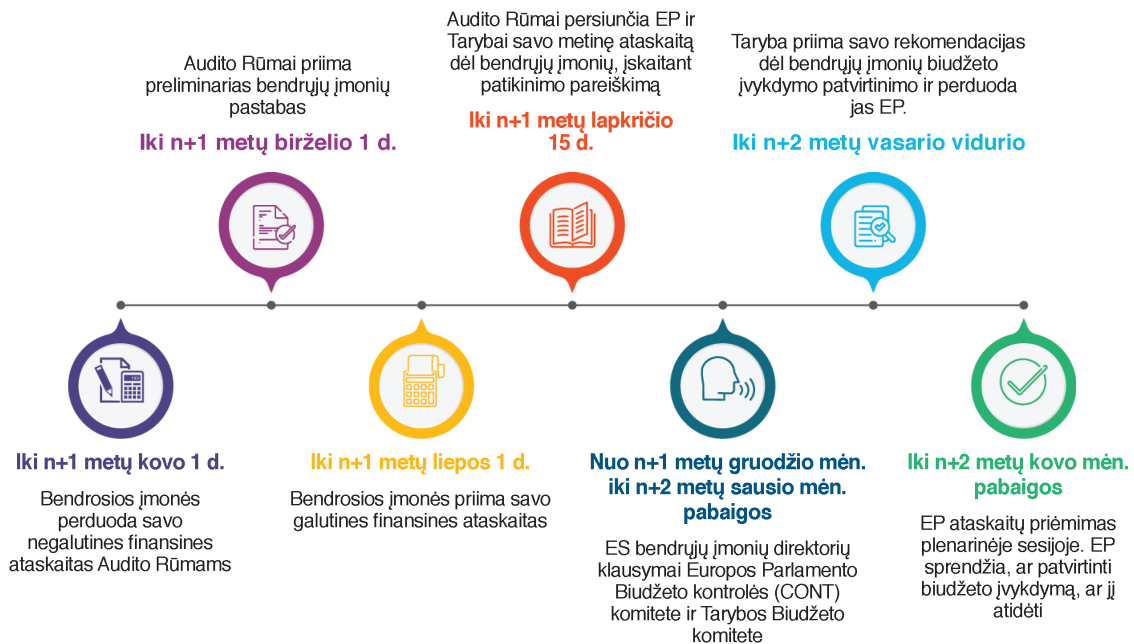 Audito Rūmai priima
preliminarias bendrųjų įmonių
pastabas
Iki n+1 metų birželio 1 d.
Audito Rūmai persiunčia EP ir
Tarybai savo metinę ataskaitą
dėl bendrųjų įmonių, įskaitant
patikinimo pareiškimą
Iki n+1 metų lapkričio
15 d.
Taryba priima savo rekomendacijas
dėl bendrųjų įmonių biudžeto
įvykdymo patvirtinimo ir perduoda
jas EP.
Iki n+2 metų vasario vidurio
Iki n+1 metų kovo 1 d.
Bendrosios įmonės
perduoda savo
negalutines finansines
ataskaitas Audito Rūmams
Iki n+1 metų liepos 1 d.
Bendrosios įmonės priima savo
galutines finansines ataskaitas
Nuo n+1 metų gruodžio mėn.
iki n+2 metų sausio mėn.
pabaigos
ES bendrųjų įmonių direktorių
klausymai Europos Parlamento
Biudžeto kontrolės (CONT)
komitete ir Tarybos Biudžeto
komitete
Iki n+2 metų kovo mėn.
pabaigos
EP ataskaitų priėmimas
plenarinėje sesijoje. EP
sprendžia, ar patvirtinti
biudžeto įvykdymą, ar jį
atidėti